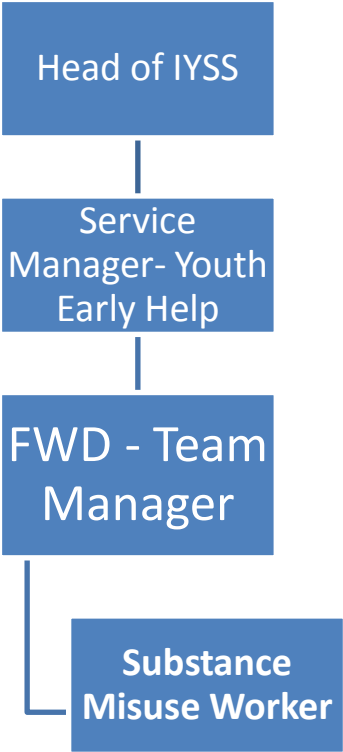 Head of IYSS
Service
Manager- Youth
Early Help
FWD - Team
Manager
Substance
Misuse Worker